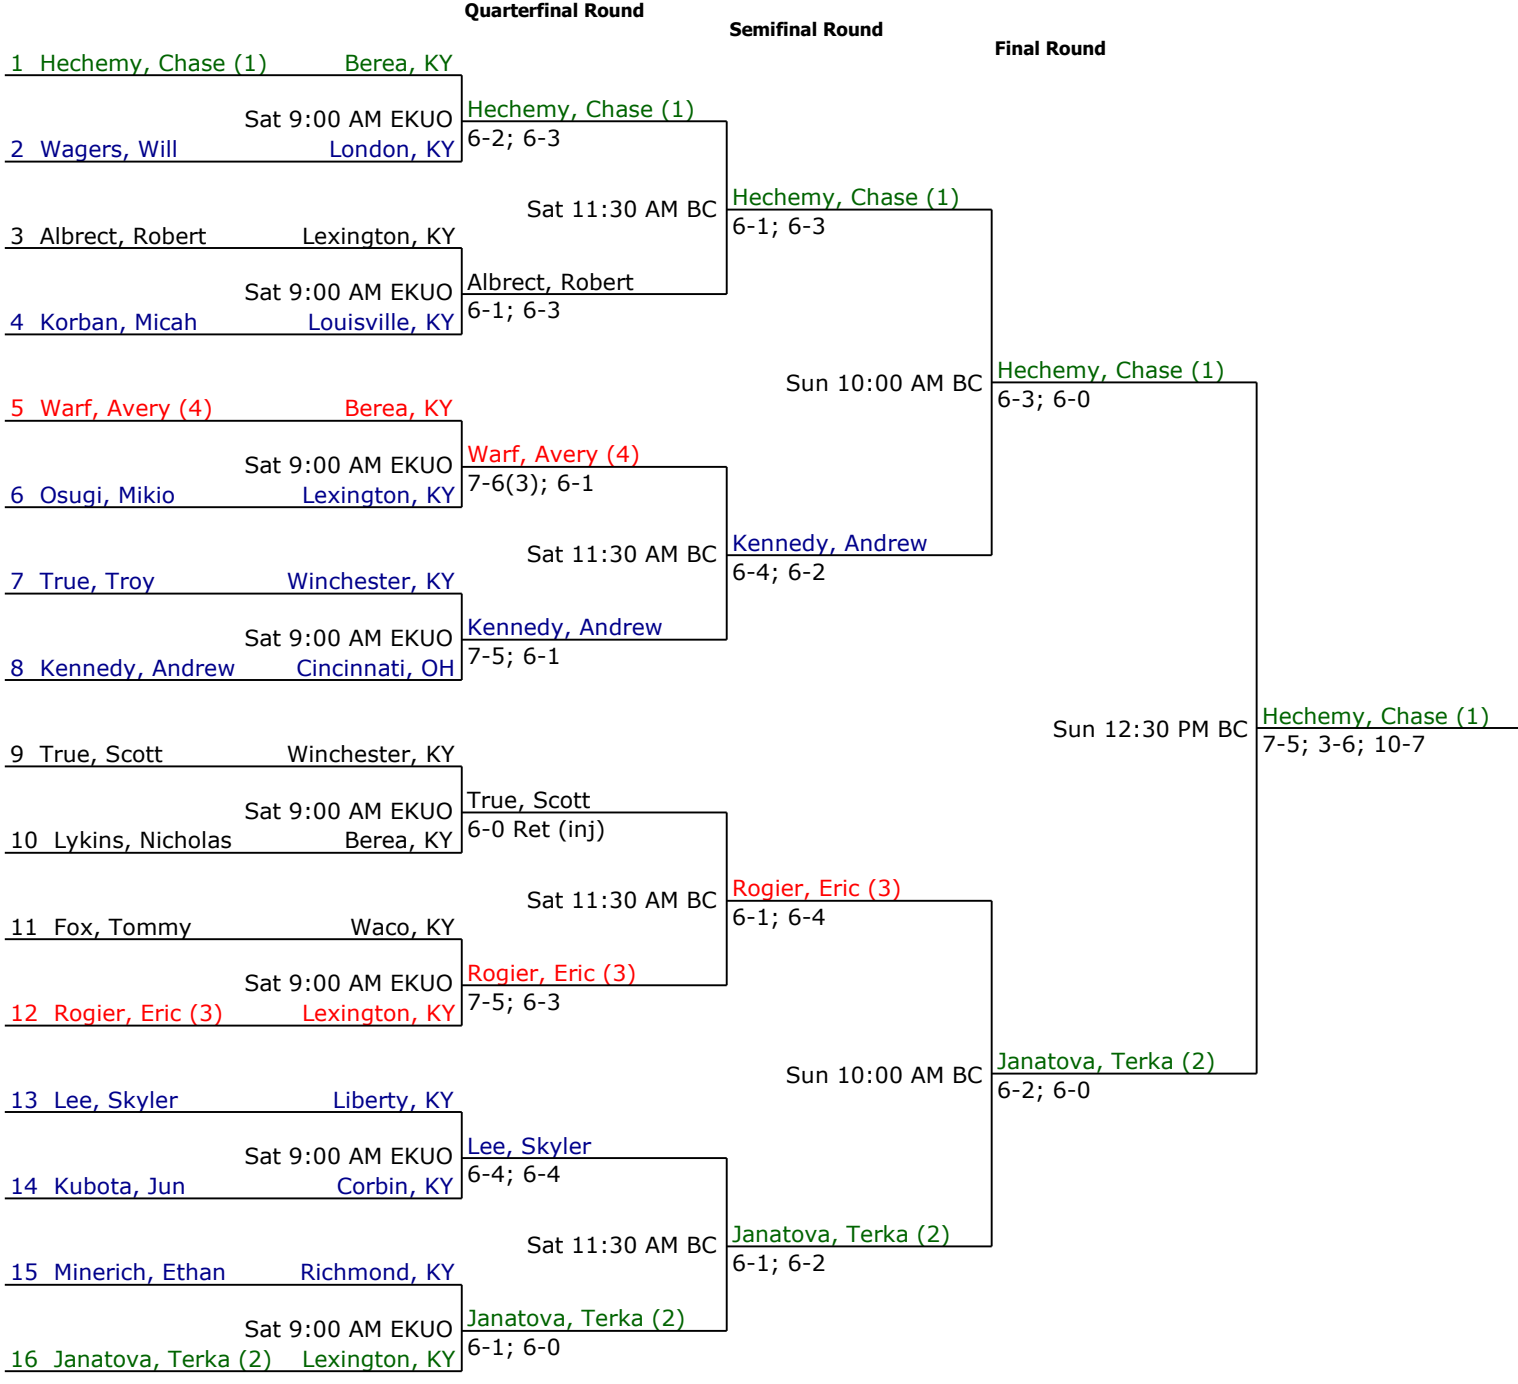 Quarterfinal Round
Semifinal Round
Final Round
1 Hechemy, Chase (1) Berea, KY
Hechemy, Chase (1)
Sat 9:00 AM EKUO
6-2; 6-3
2 Wagers, Will London, KY
Hechemy, Chase (1)
Sat 11:30 AM BC
6-1; 6-3
3 Albrect, Robert Lexington, KY
Albrect, Robert
Sat 9:00 AM EKUO
6-1; 6-3
4 Korban, Micah Louisville, KY
Hechemy, Chase (1)
Sun 10:00 AM BC
6-3; 6-0
5 Warf, Avery (4) Berea, KY
Warf, Avery (4)
Sat 9:00 AM EKUO
7-6(3); 6-1
6 Osugi, Mikio Lexington, KY
Kennedy, Andrew
Sat 11:30 AM BC
6-4; 6-2
7 True, Troy Winchester, KY
Kennedy, Andrew
Sat 9:00 AM EKUO
7-5; 6-1
8 Kennedy, Andrew Cincinnati, OH
Hechemy, Chase (1)
Sun 12:30 PM BC
7-5; 3-6; 10-7
9 True, Scott Winchester, KY
True, Scott
Sat 9:00 AM EKUO
6-0 Ret (inj)
10 Lykins, Nicholas Berea, KY
Rogier, Eric (3)
Sat 11:30 AM BC
6-1; 6-4
11 Fox, Tommy Waco, KY
Rogier, Eric (3)
Sat 9:00 AM EKUO
7-5; 6-3
12 Rogier, Eric (3) Lexington, KY
Janatova, Terka (2)
Sun 10:00 AM BC
6-2; 6-0
13 Lee, Skyler Liberty, KY
Lee, Skyler
Sat 9:00 AM EKUO
6-4; 6-4
14 Kubota, Jun Corbin, KY
Janatova, Terka (2)
Sat 11:30 AM BC
6-1; 6-2
15 Minerich, Ethan Richmond, KY
Janatova, Terka (2)
Sat 9:00 AM EKUO
6-1; 6-0
16 Janatova, Terka (2) Lexington, KY